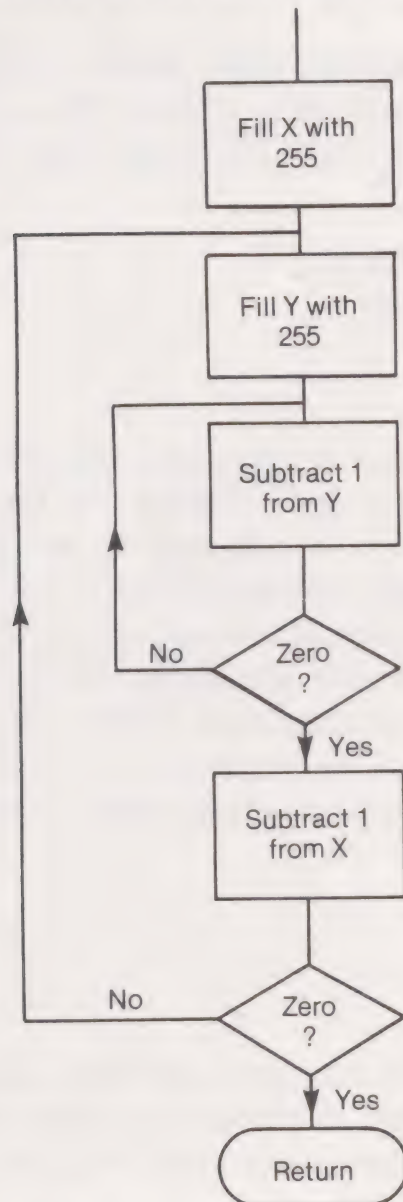 Fill X with
255
Fill Y with
255
Subtract 1
from Y
Zero
?
No
Yes
Subtract 1
from X
Zero
?
No
Yes
Return